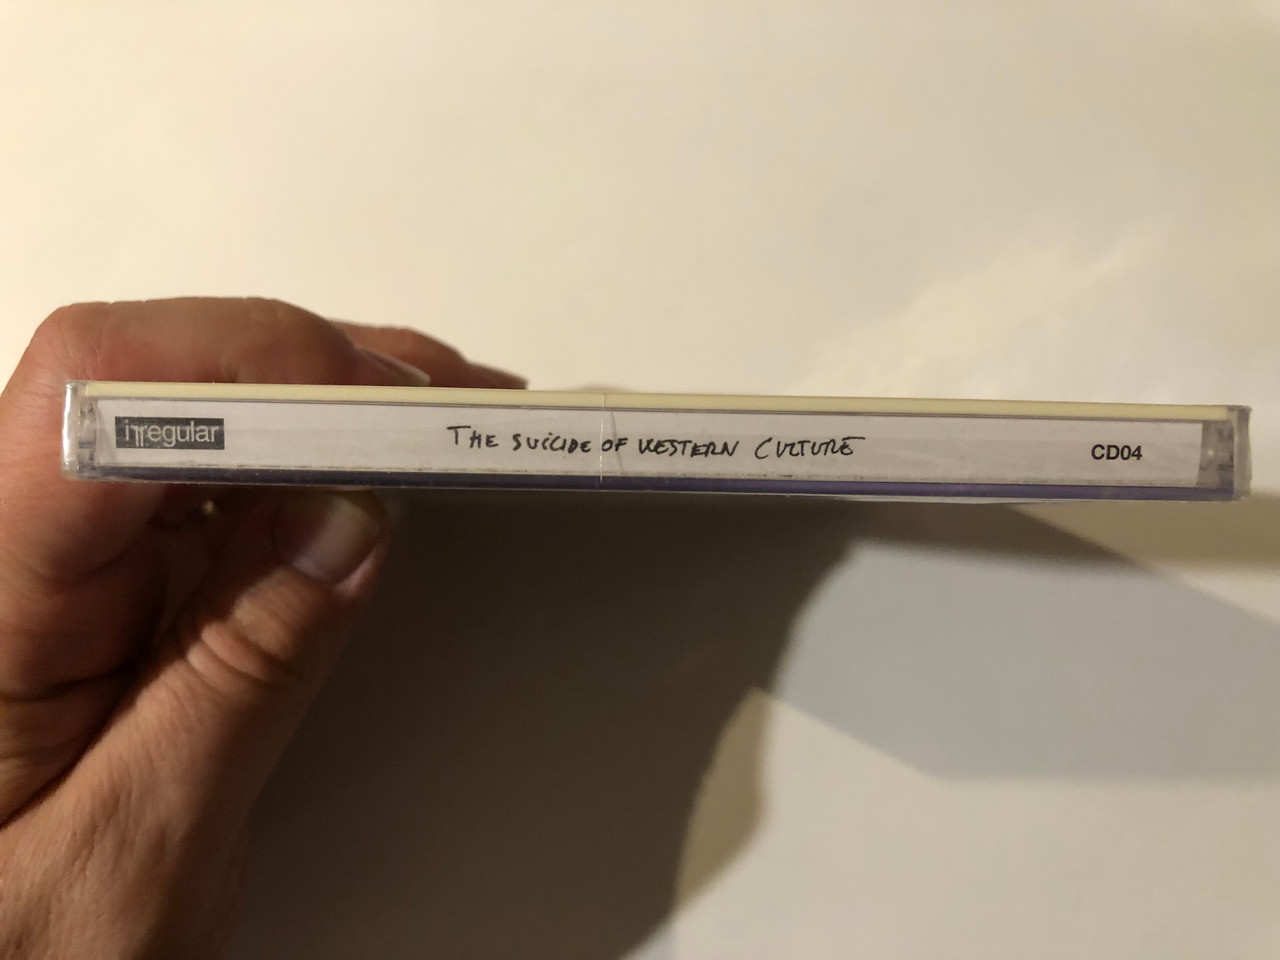 irregular
THE SUICIDE OF WESTERN CULTURE
CD04